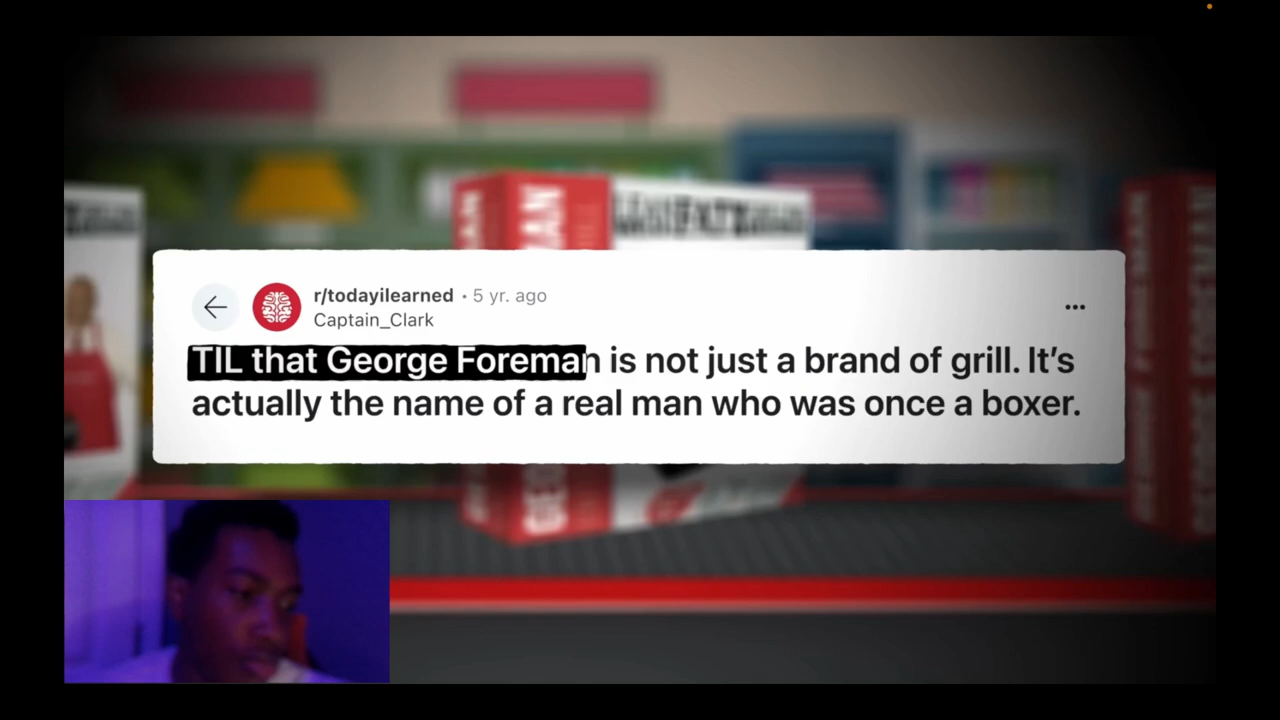 r/todayilearned • 5 yr. ago
Captain_Clark
TIL that George Foreman is not just a brand of grill. It's
actually the name of a real man who was once a boxer.